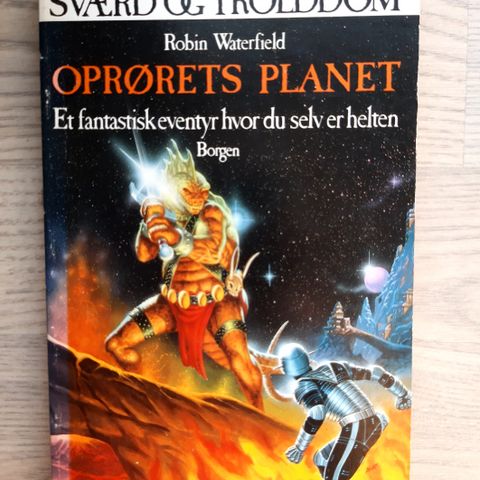 SVÆRD OG TROLDDOM
Robin Waterfield
OPRØRETS PLANET
Et fantastisk eventyr hvor du selv er helten
Borgen